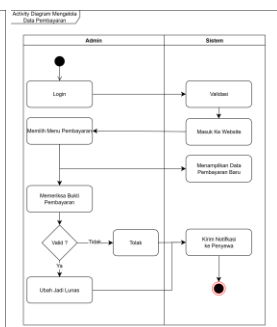 Activity Diagram Mengelola
Data Pembayaran
Admin
Sistem
Login
Validasi
Memilih Menu Pembayaran
Masuk Ke Website
Menampilkan Data
Pembayaran Baru
Memeriksa Bukti
Pembayaran
Valid ?
Tidak
Tolak
Kirim Notifikasi
ke Penyewa
Ya
Ubah Jadi Lunas